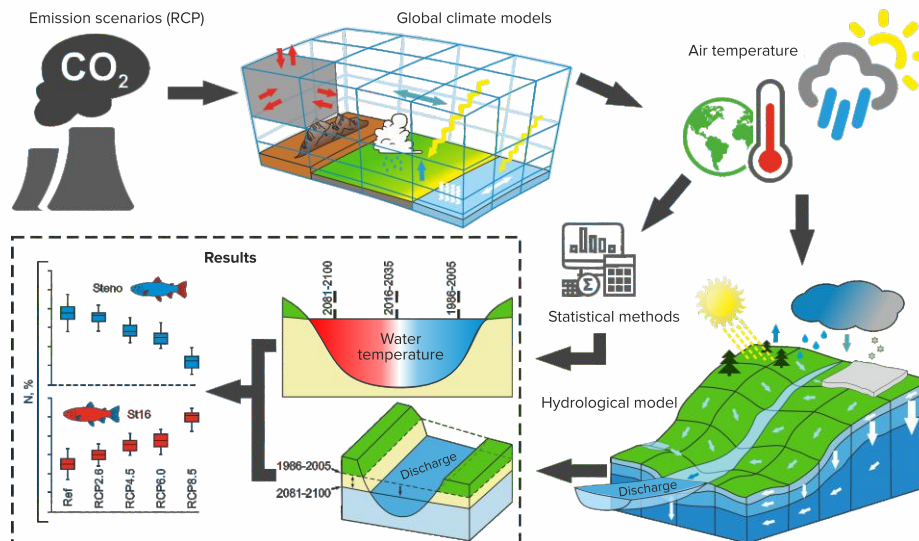 Emission scenarios (RCP)
Global climate models
Air temperature
CO2
Results
Steno
St16
N, %
Ref
RCP2.6
RCP4.5
RCP6.0
RCP8.5
2081-2100
2016-2035
1986-2005
Water
temperature
Discharge
1986-2005
2081-2100
Σ
Statistical methods
Hydrological model
Discharge